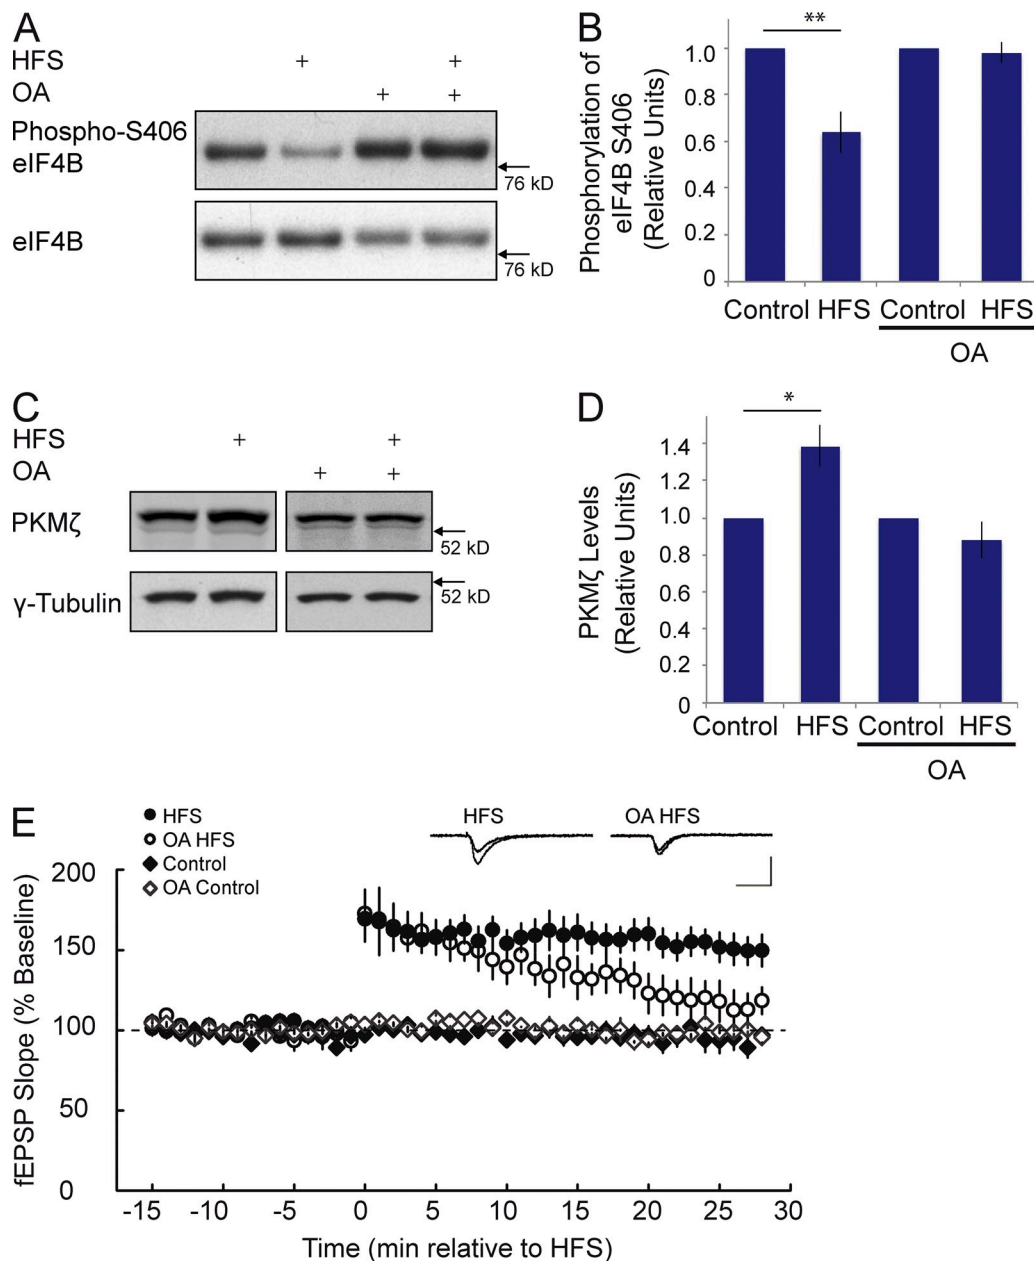 A
HFS + +
OA + +
Phospho-S406
eIF4B
76 kD
eIF4B
76 kD
B
**
Phosphorylation of
eIF4B S406
(Relative Units)
1.0
0.8
0.6
0.4
0.2
0
Control HFS Control HFS
OA
C
HFS + +
OA + +
PKMζ
52 kD
γ-Tubulin
52 kD
D
*
PKMζ Levels
(Relative Units)
1.4
1.2
1.0
0.8
0.6
0.4
0.2
0
Control HFS Control HFS
OA
E
HFS
OA HFS
Control
OA Control
HFS OA HFS
fEPSP Slope (% Baseline)
200
150
100
50
0
-15 -10 -5 0 5 10 15 20 25 30
Time (min relative to HFS)